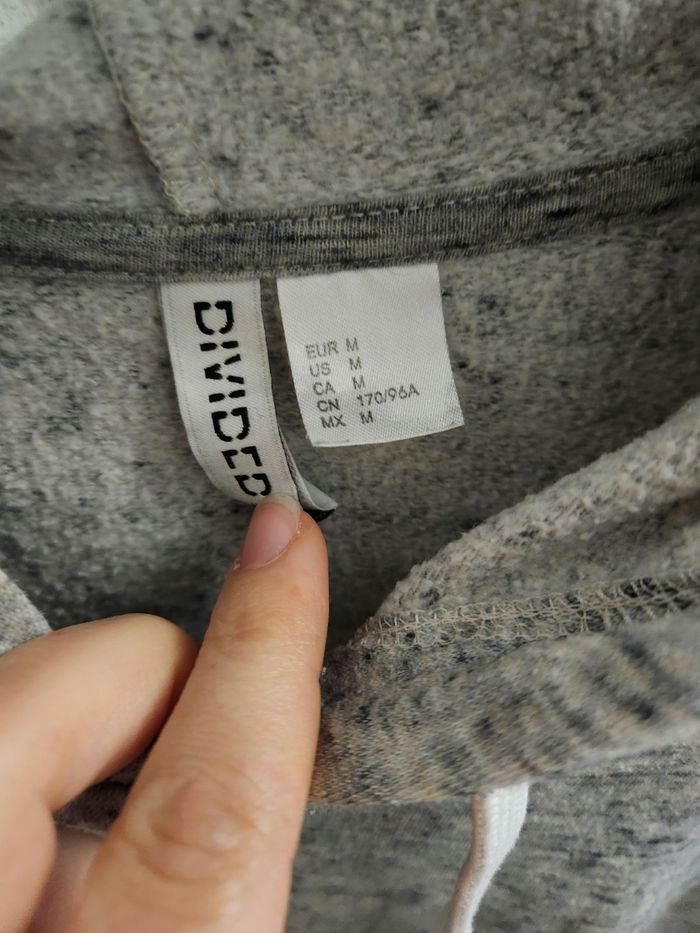 DIVIDED
EUR M
US M
CA M
CN 170/96A
MX M